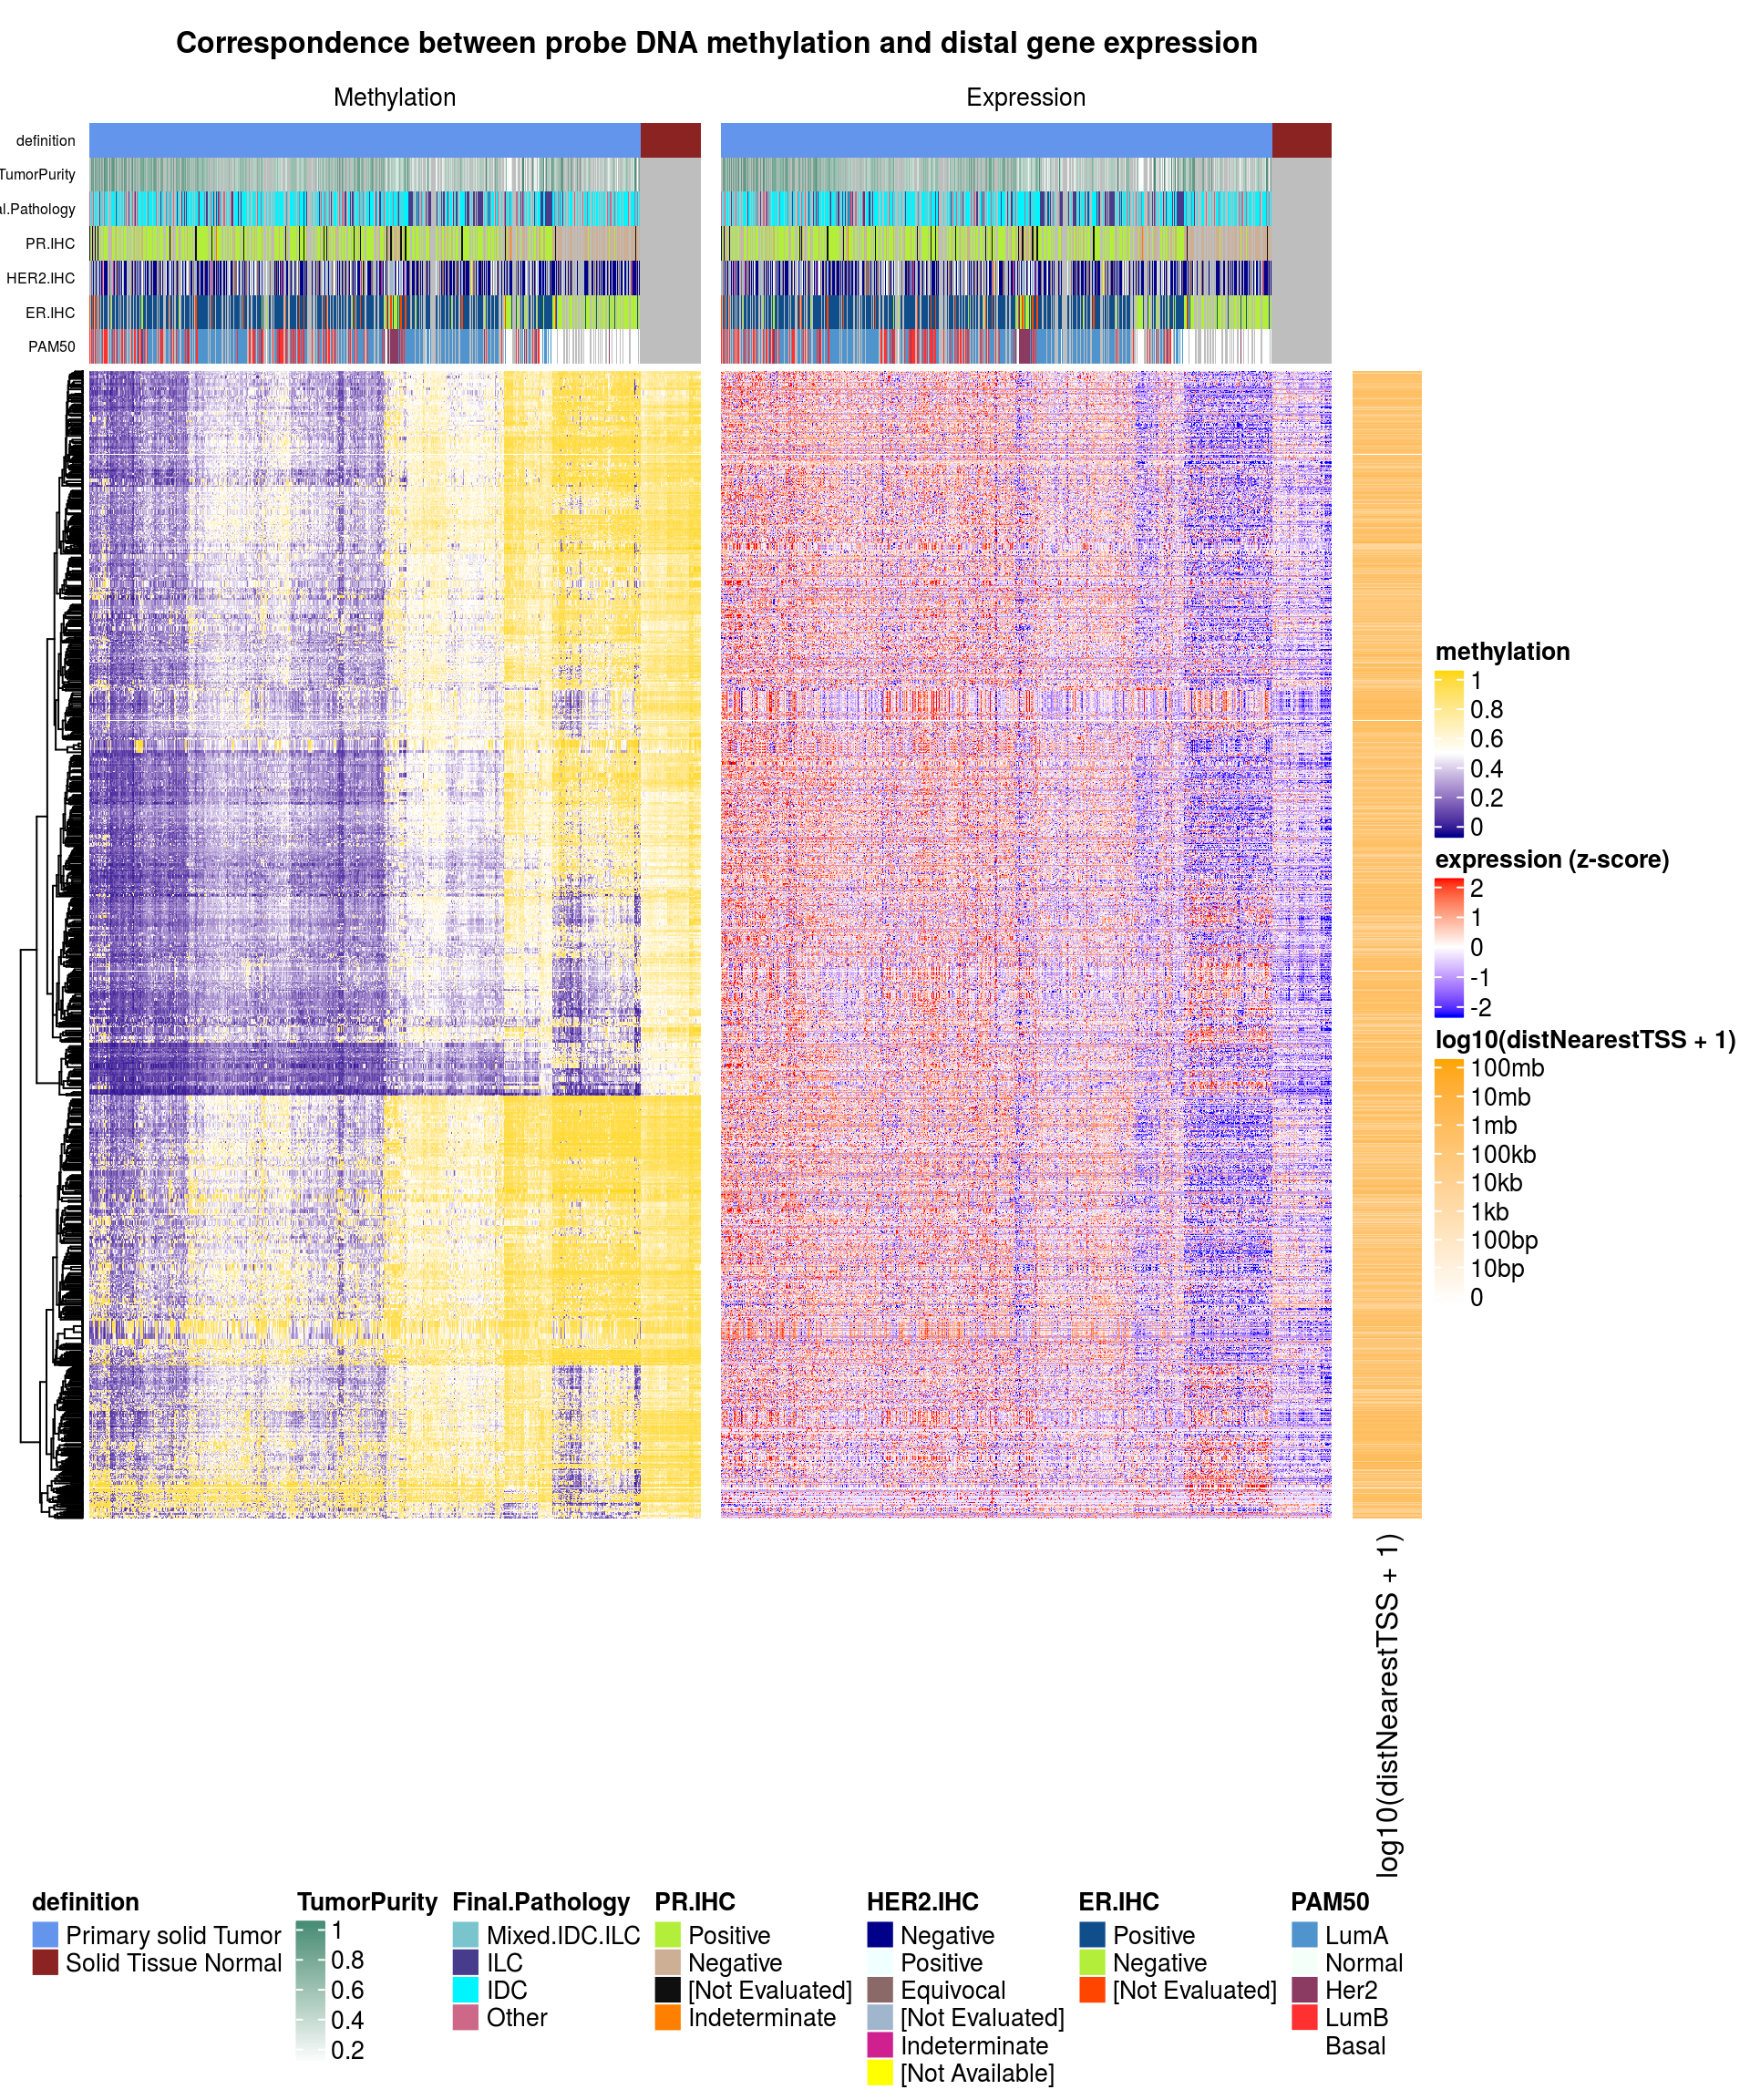 Correspondence between probe DNA methylation and distal gene expression
Methylation
Expression
definition
TumorPurity
al.Pathology
PR.IHC
HER2.IHC
ER.IHC
PAM50
methylation
1
0.8
0.6
0.4
0.2
0
expression (z-score)
2
1
0
-1
-2
log10(distNearestTSS + 1)
100mb
10mb
1mb
100kb
10kb
1kb
100bp
10bp
0
log10(distNearestTSS + 1)
definition
Primary solid Tumor
Solid Tissue Normal
TumorPurity
1
0.8
0.6
0.4
0.2
Final.Pathology
Mixed.IDC.ILC
ILC
IDC
Other
PR.IHC
Positive
Negative
[Not Evaluated]
Indeterminate
HER2.IHC
Negative
Positive
Equivocal
[Not Evaluated]
Indeterminate
[Not Available]
ER.IHC
Positive
Negative
[Not Evaluated]
PAM50
LumA
Normal
Her2
LumB
Basal